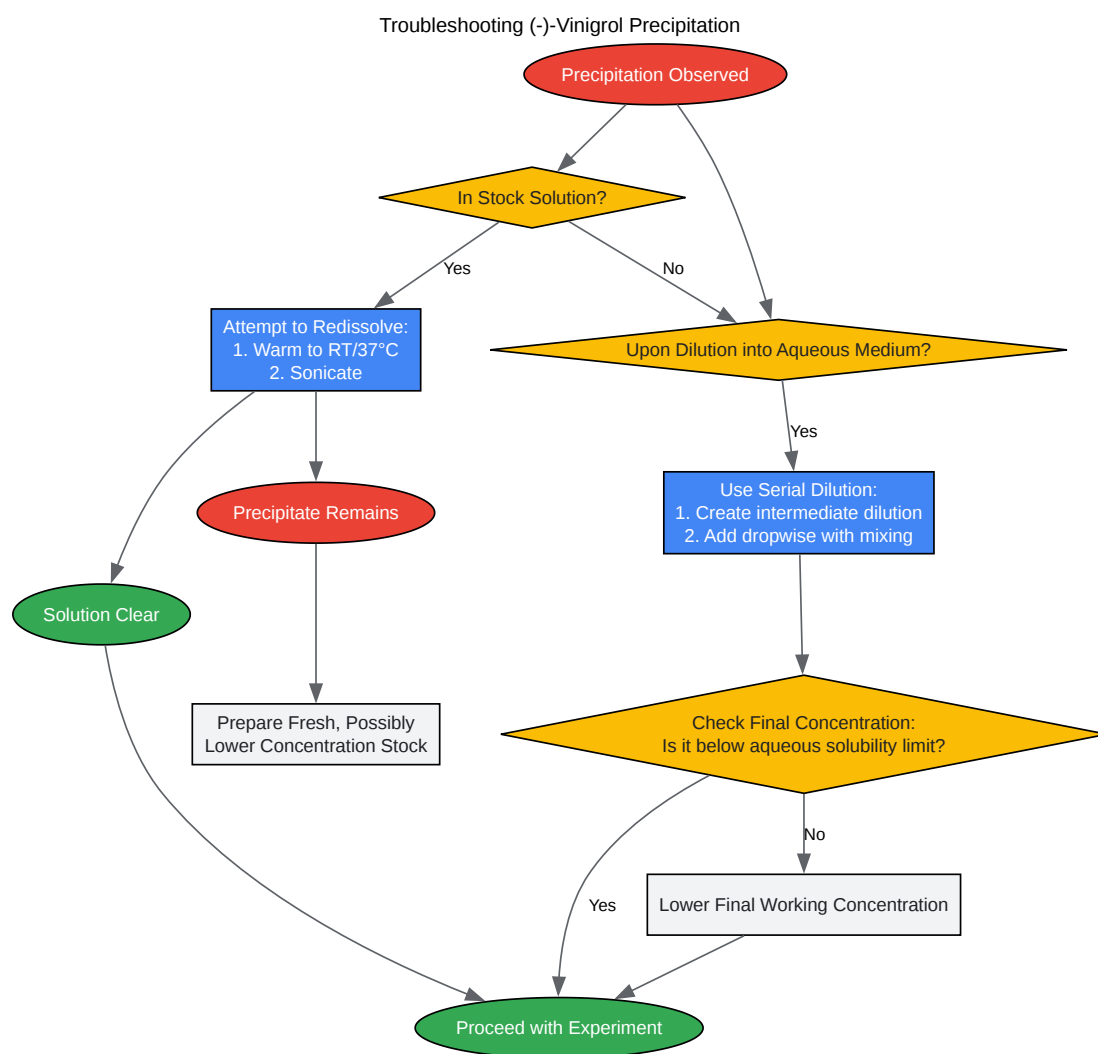 Troubleshooting (-)-Vinigrol Precipitation
Precipitation Observed
In Stock Solution?
Yes
No
Attempt to Redissolve:
1. Warm to RT/37°C
2. Sonicate
Upon Dilution into Aqueous Medium?
Yes
Precipitate Remains
Use Serial Dilution:
1. Create intermediate dilution
2. Add dropwise with mixing
Solution Clear
Prepare Fresh, Possibly
Lower Concentration Stock
Check Final Concentration:
Is it below aqueous solubility limit?
No
Yes
Lower Final Working Concentration
Proceed with Experiment